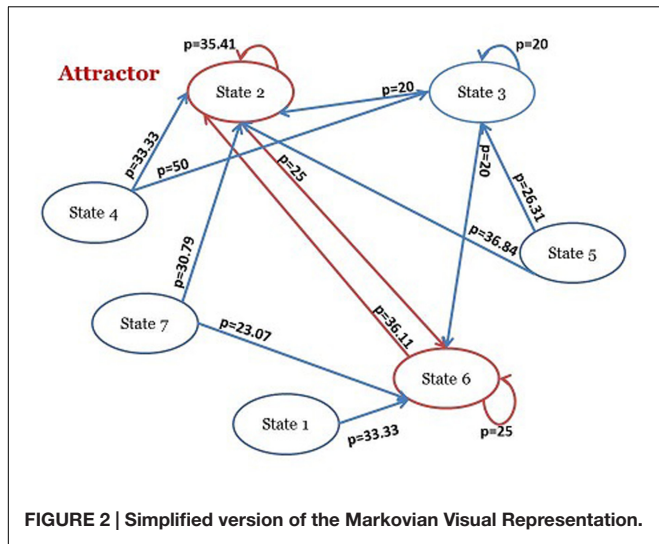 p=35.41
p=20
Attractor
State 2
State 3
p=20
p=33.33
p=50
p=25
p=20
p=26.31
State 4
p=36.84
State 5
p=30.79
State 7
p=23.07
p=36.11
State 6
State 1
p=33.33
p=25
FIGURE 2 | Simplified version of the Markovian Visual Representation.